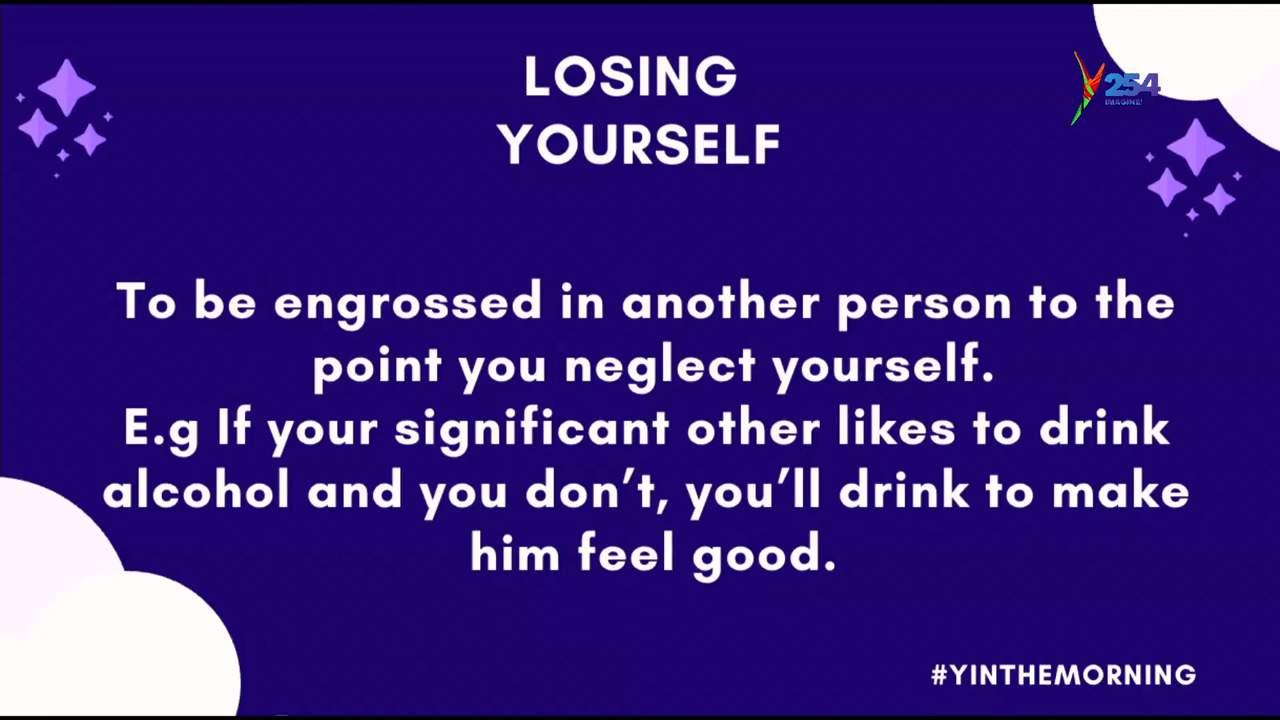 LOSING
YOURSELF
254
IMAGINE!
To be engrossed in another person to the
point you neglect yourself.
E.g If your significant other likes to drink
alcohol and you don’t, you’ll drink to make
him feel good.
#YINTHEMORNING